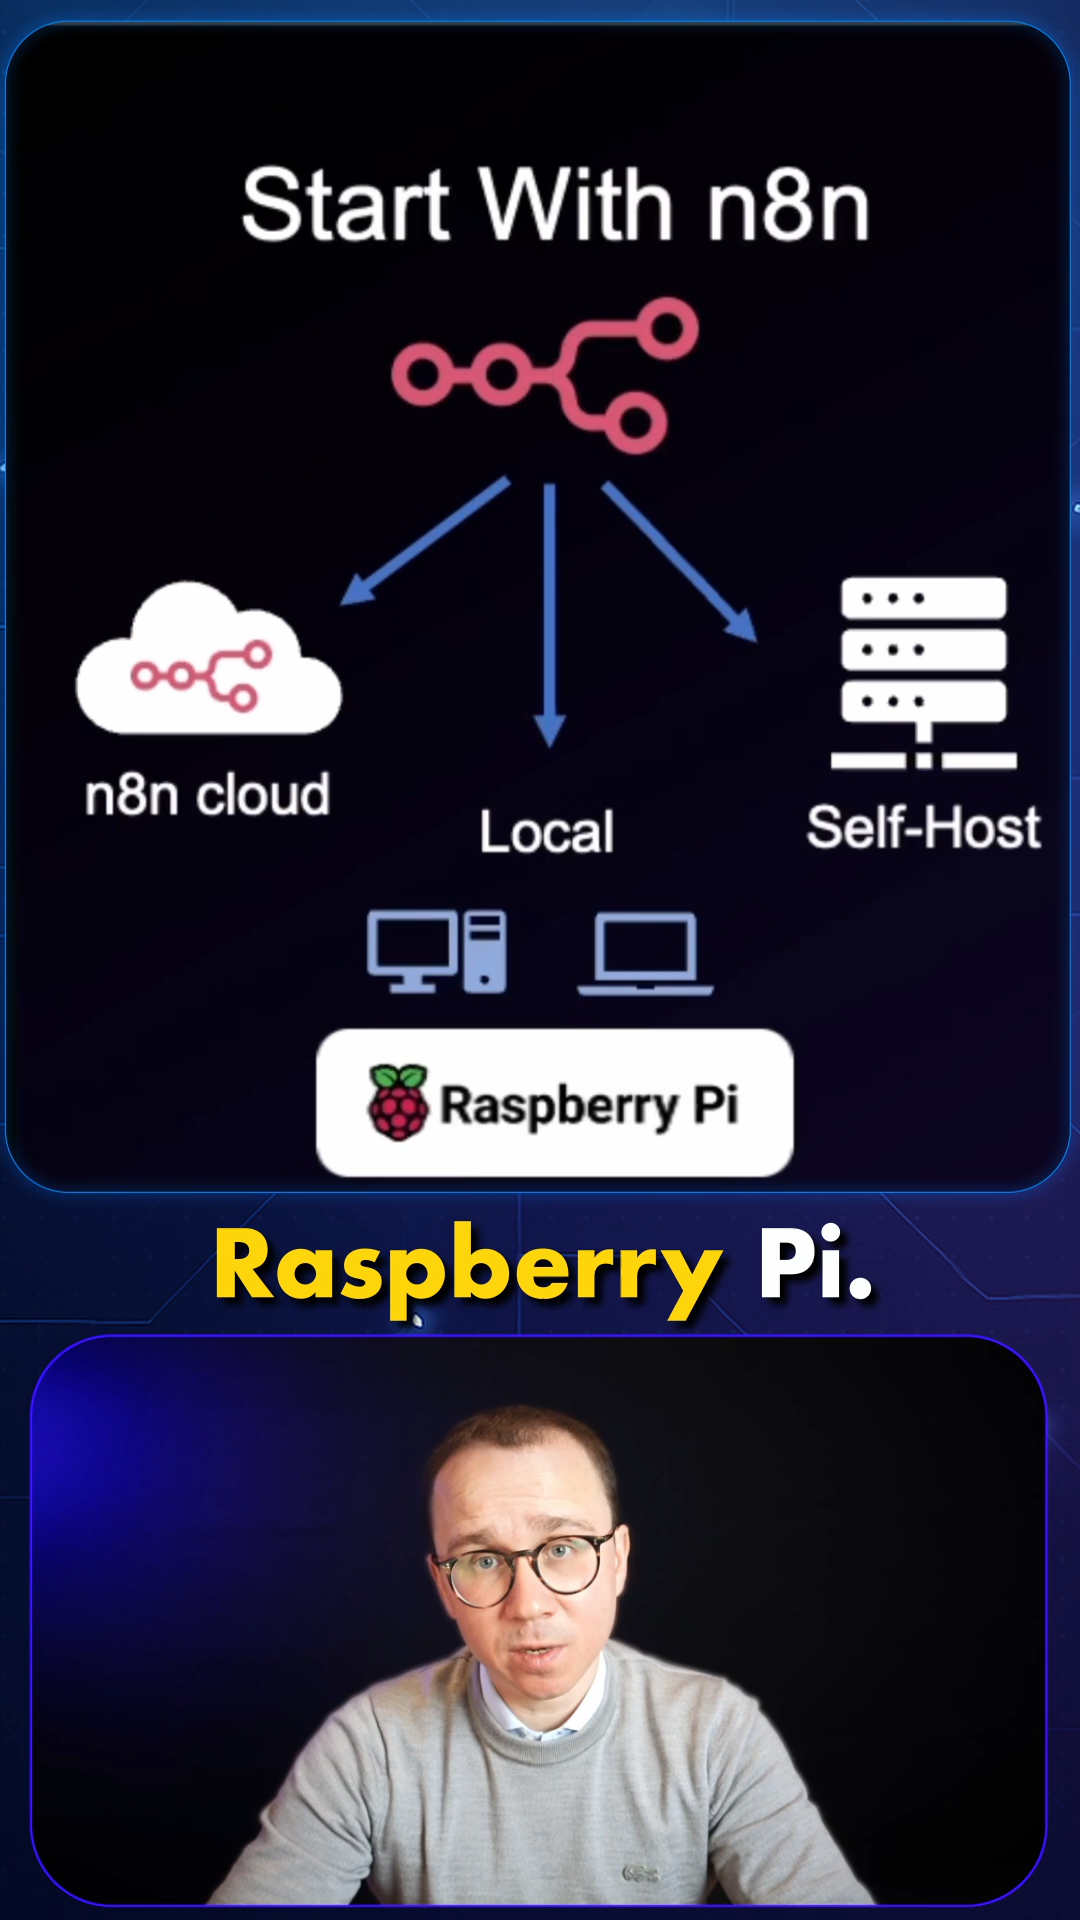 Start With n8n
n8n cloud
Local
Self-Host
Raspberry Pi
Raspberry Pi.